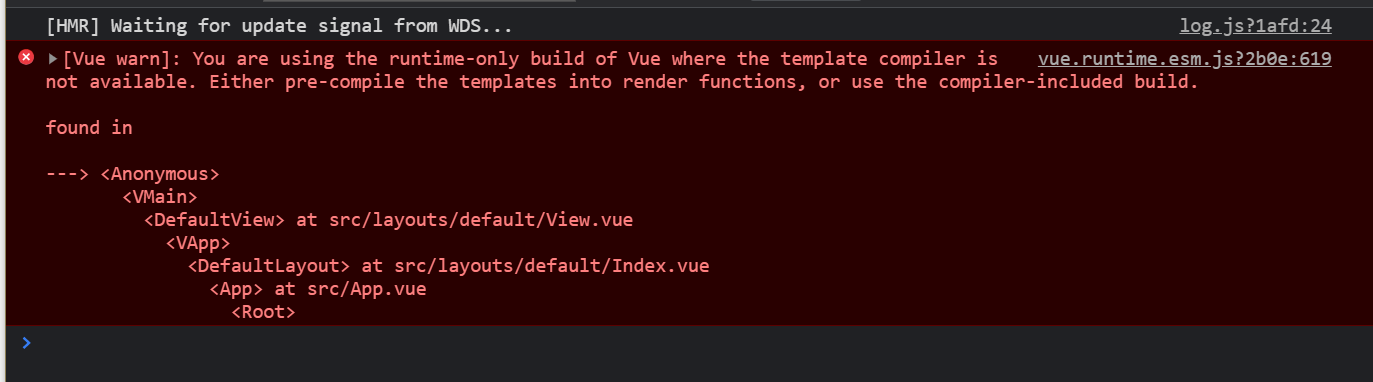 [HMR] Waiting for update signal from WDS... log.js?1afd:24
[Vue warn]: You are using the runtime-only build of Vue where the template compiler is vue.runtime.esm.js?2b0e:619
not available. Either pre-compile the templates into render functions, or use the compiler-included build.
found in
---> <Anonymous>
<VMain>
<DefaultView> at src/layouts/default/View.vue
<VApp>
<DefaultLayout> at src/layouts/default/Index.vue
<App> at src/App.vue
<Root>